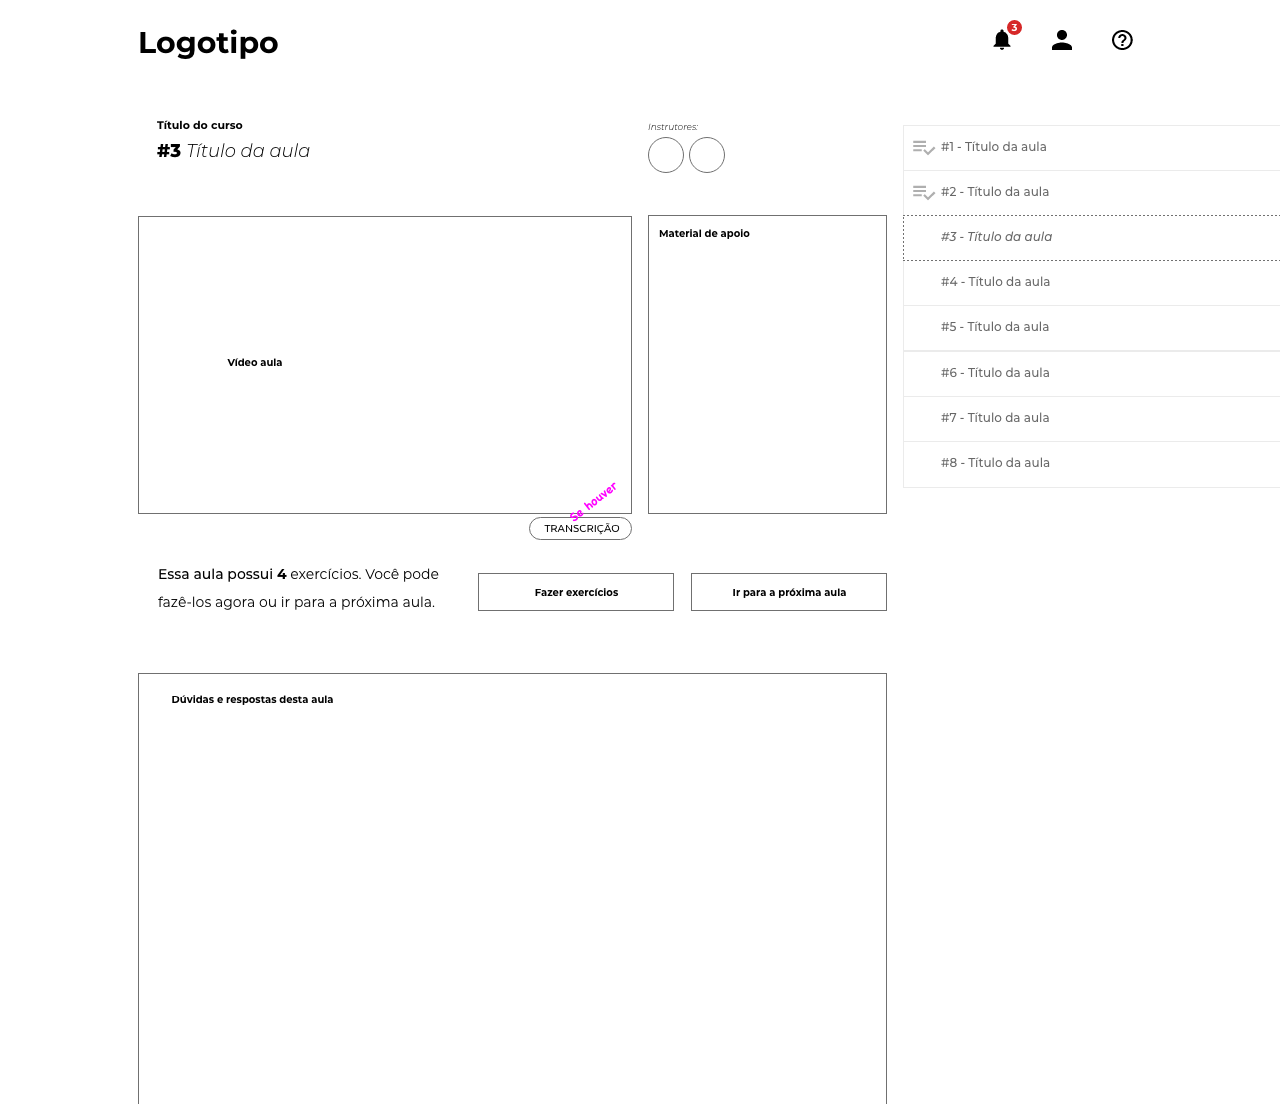 Logotipo
3
Título do curso
#3 Título da aula
Instrutores:
#1 - Título da aula
#2 - Título da aula
#3 - Título da aula
#4 - Título da aula
#5 - Título da aula
#6 - Título da aula
#7 - Título da aula
#8 - Título da aula
Vídeo aula
Material de apoio
Se houver
TRANSCRIÇÃO
Essa aula possui 4 exercícios. Você pode
fazê-los agora ou ir para a próxima aula.
Fazer exercícios
Ir para a próxima aula
Dúvidas e respostas desta aula